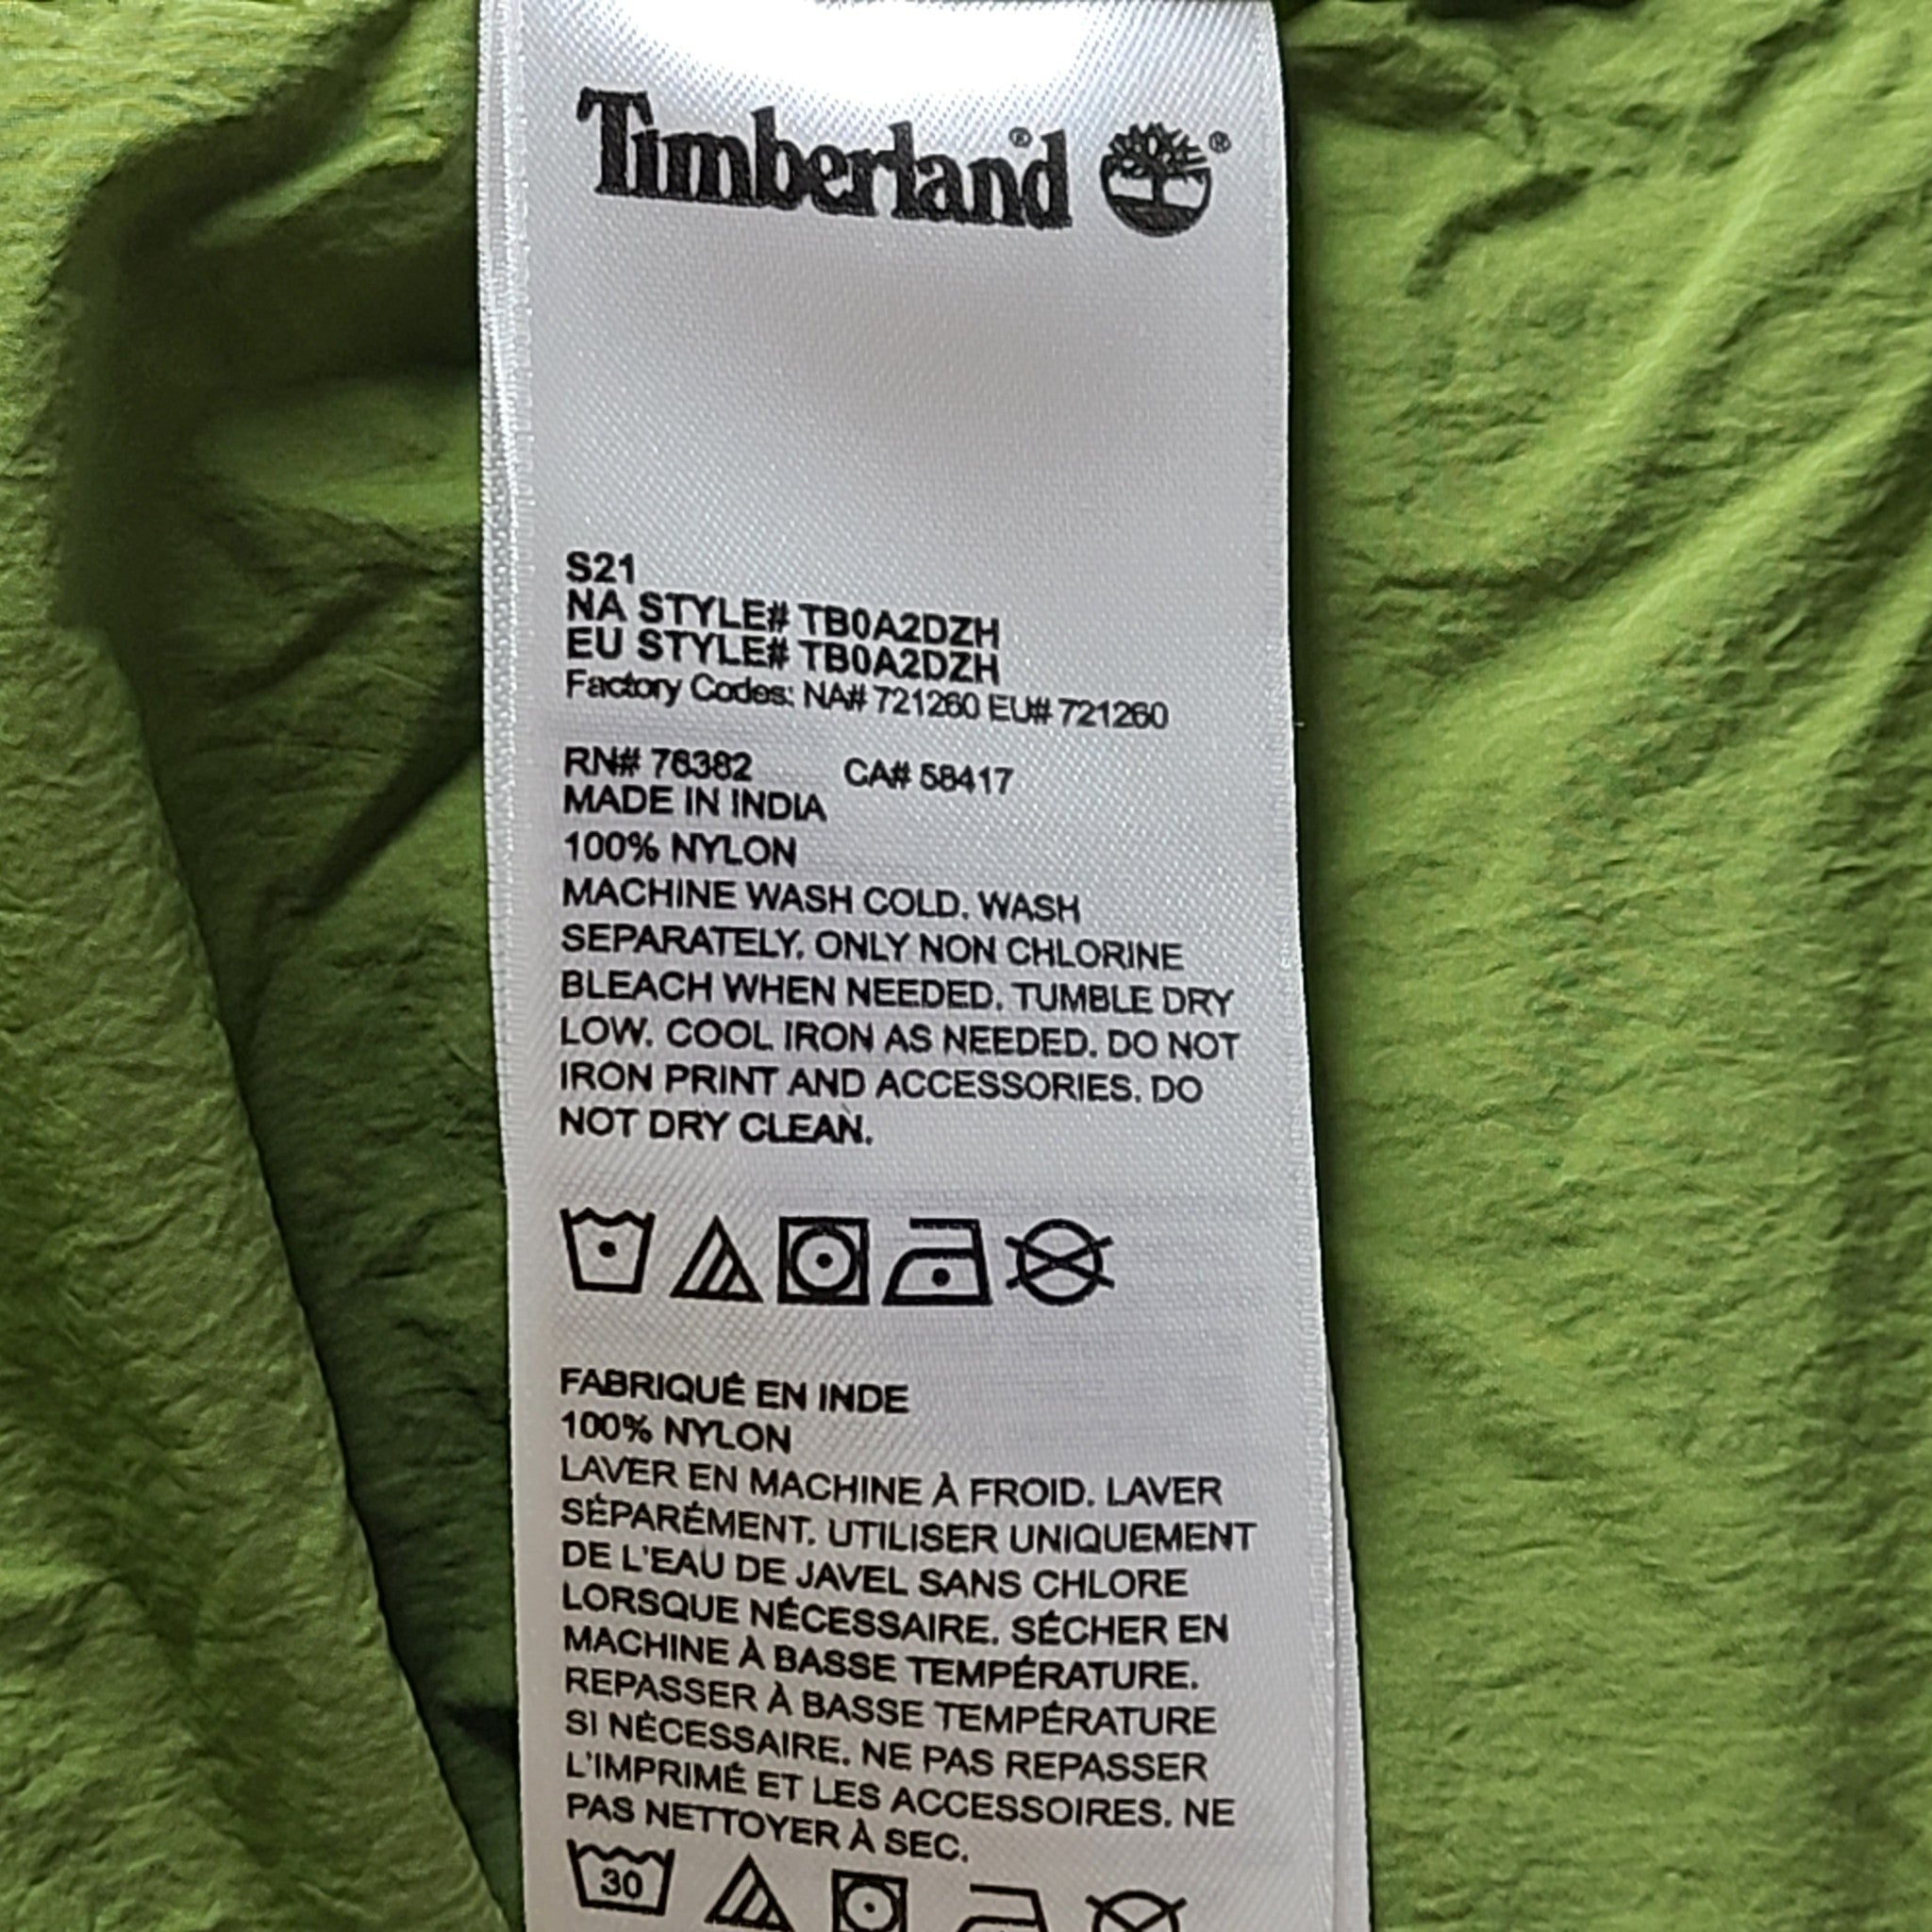 Timberland® ®
S21
NA STYLE# TB0A2DZH
EU STYLE# TB0A2DZH
Factory Codes: NA# 721260 EU# 721260
RN# 76382 CA# 58417
MADE IN INDIA
100% NYLON
MACHINE WASH COLD. WASH
SEPARATELY. ONLY NON CHLORINE
BLEACH WHEN NEEDED. TUMBLE DRY
LOW. COOL IRON AS NEEDED. DO NOT
IRON PRINT AND ACCESSORIES. DO
NOT DRY CLEAN.
FABRIQUÉ EN INDE
100% NYLON
LAVER EN MACHINE À FROID. LAVER
SÉPARÉMENT. UTILISER UNIQUEMENT
DE L'EAU DE JAVEL SANS CHLORE
LORSQUE NÉCESSAIRE. SÉCHER EN
MACHINE À BASSE TEMPÉRATURE.
REPASSER À BASSE TEMPÉRATURE
SI NÉCESSAIRE. NE PAS REPASSER
L'IMPRIMÉ ET LES ACCESSOIRES. NE
PAS NETTOYER À SEC.
30